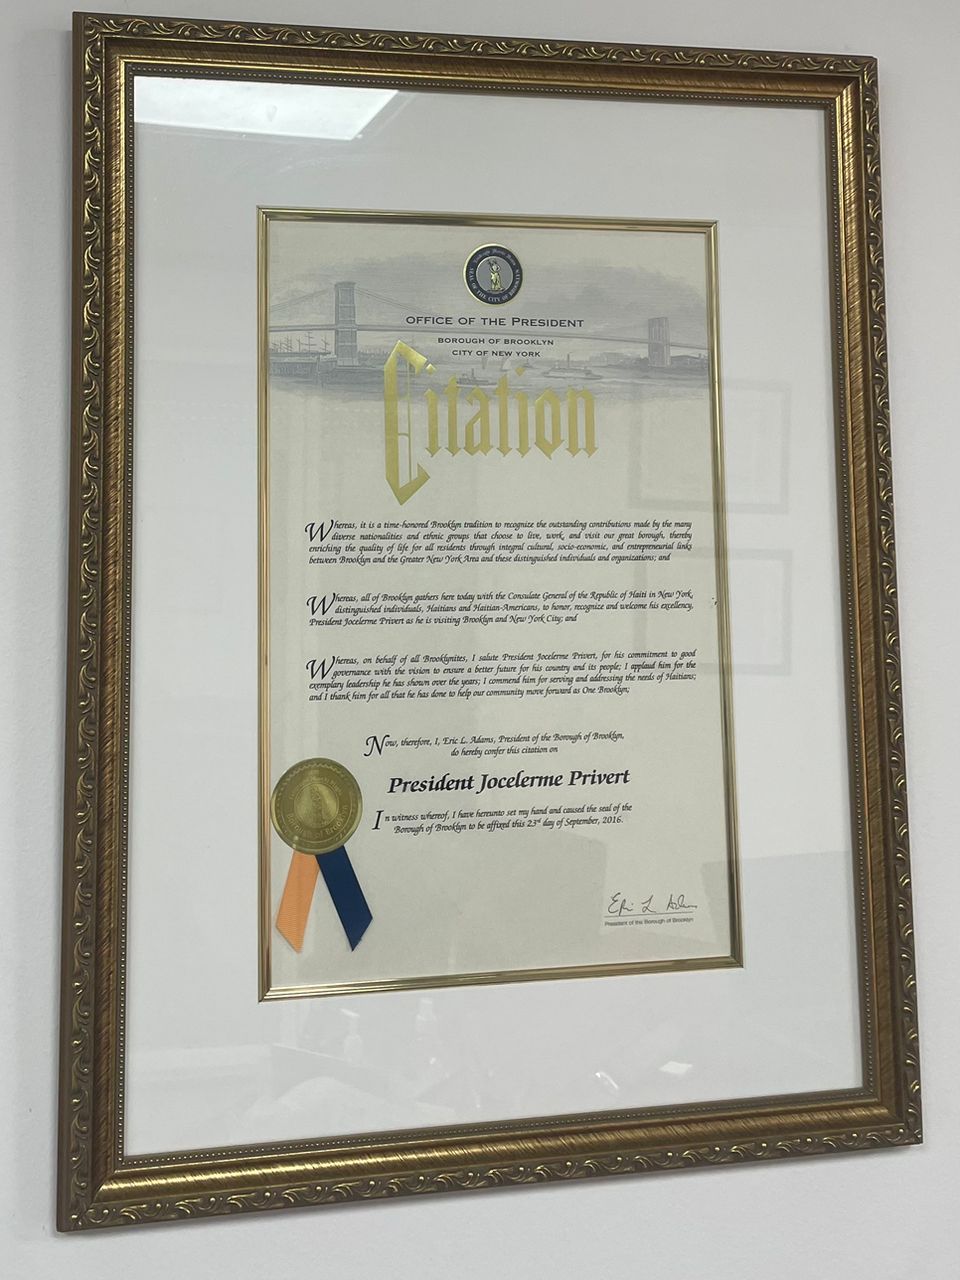 SEAL OF THE CITY OF BROOKLYN
OFFICE OF THE PRESIDENT
BOROUGH OF BROOKLYN
CITY OF NEW YORK
Citation
Whereas, it is a time-honored Brooklyn tradition to recognize the outstanding contributions made by the many
diverse nationalities and ethnic groups that choose to live, work, and visit our great borough, thereby
enriching the quality of life for all residents through integral cultural, socio-economic, and entrepreneurial links
between Brooklyn and the Greater New York Area and these distinguished individuals and organizations; and
Whereas, all of Brooklyn gathers here today with the Consulate General of the Republic of Haiti in New York,
distinguished individuals, Haitians and Haitian-Americans, to honor, recognize and welcome his excellency,
President Jocelerme Privert as he is visiting Brooklyn and New York City; and
Whereas, on behalf of all Brooklynites, I salute President Jocelerme Privert, for his commitment to good
governance with the vision to ensure a better future for his country and its people; I applaud him for the
exemplary leadership he has shown over the years; I commend him for serving and addressing the needs of Haitians;
and I thank him for all that he has done to help our community move forward as One Brooklyn;
Now, therefore, I, Eric L. Adams, President of the Borough of Brooklyn,
do hereby confer this citation on
President Jocelerme Privert
In witness whereof, I have hereunto set my hand and caused the seal of the
Borough of Brooklyn to be affixed this 23rd day of September, 2016.
Borough of Brooklyn
Eric L Adams
President of the Borough of Brooklyn